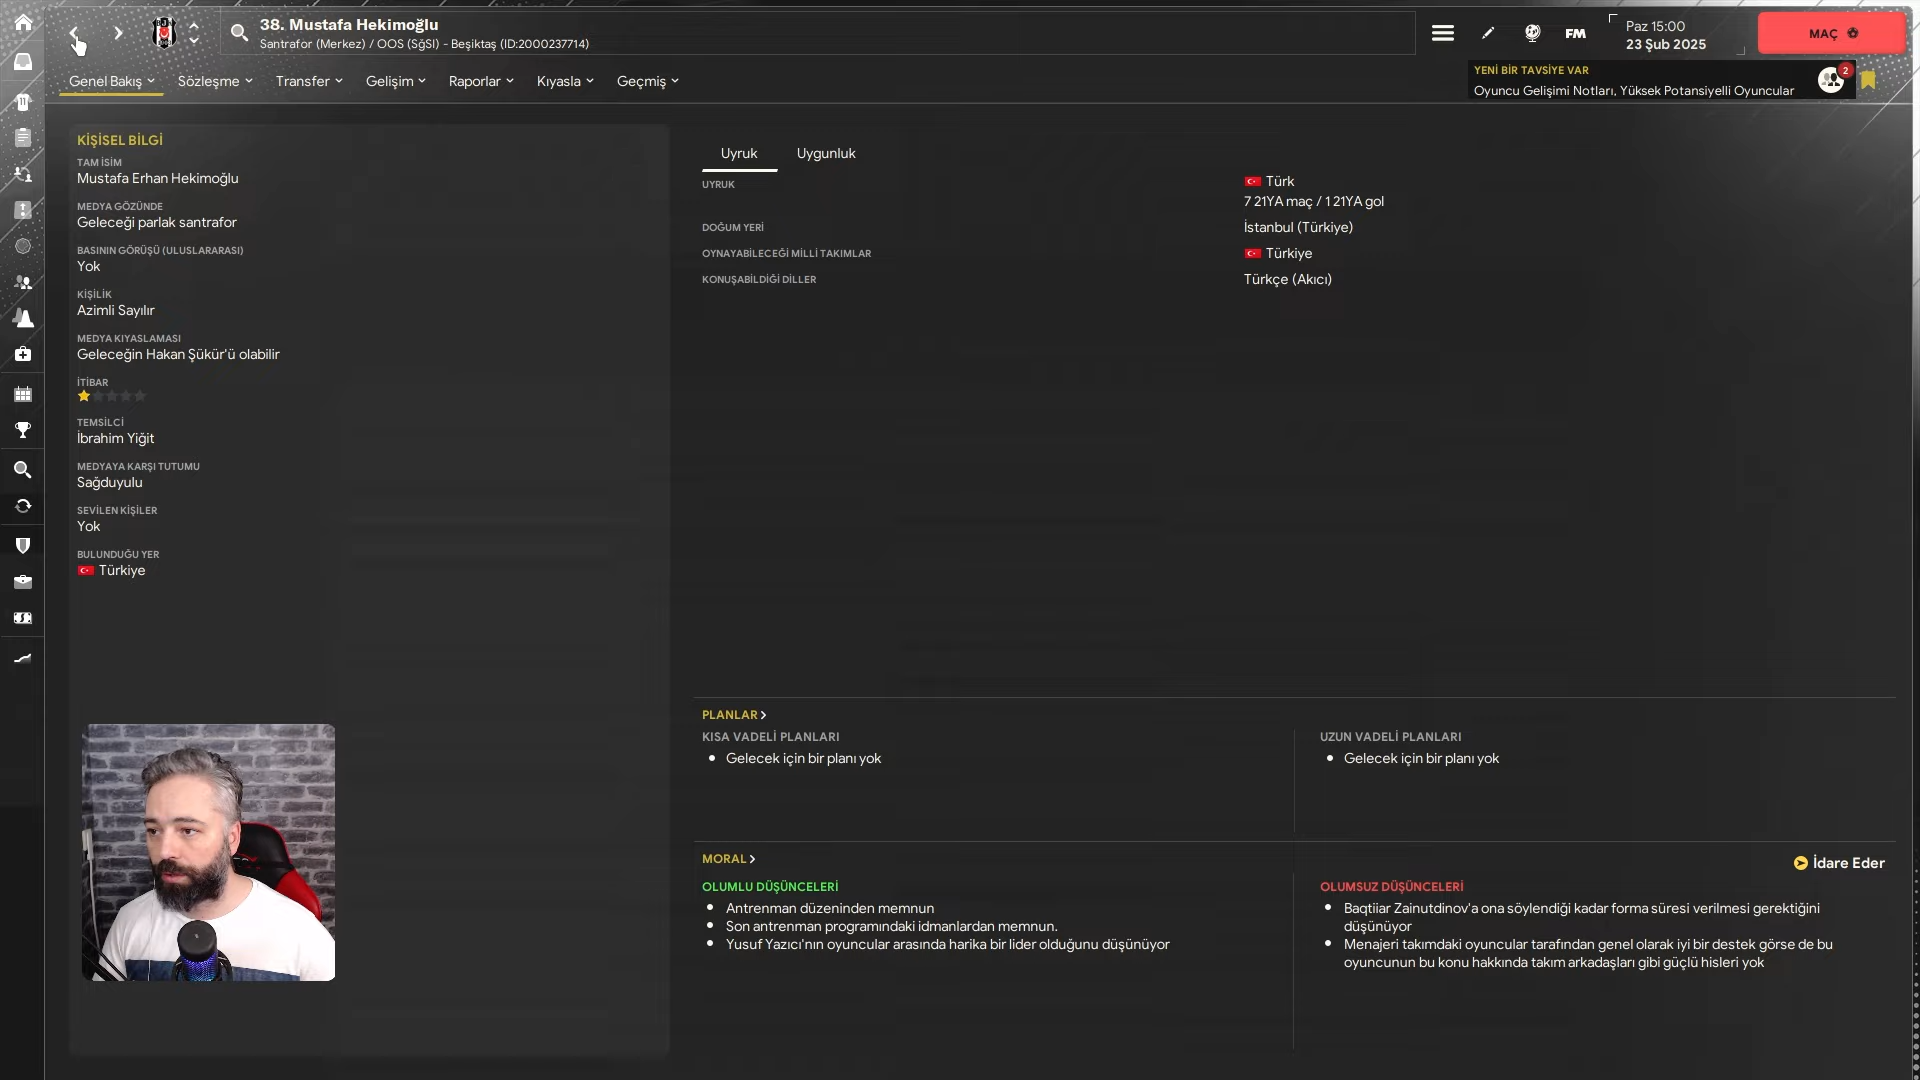 38. Mustafa Hekimoğlu
Santrafor (Merkez) / OOS (SğSl) - Beşiktaş (ID:2000237714)
FM
Paz 15:00
23 Şub 2025
MAÇ
Genel Bakış
Sözleşme
Transfer
Gelişim
Raporlar
Kıyasla
Geçmiş
YENİ BİR TAVSİYE VAR
Oyuncu Gelişimi Notları, Yüksek Potansiyelli Oyuncular
2
KİŞİSEL BİLGİ
TAM İSİM
Mustafa Erhan Hekimoğlu
MEDYA GÖZÜNDE
Geleceği parlak santrafor
BASININ GÖRÜŞÜ (ULUSLARARASI)
Yok
KİŞİLİK
Azimli Sayılır
MEDYA KIYASLAMASI
Geleceğin Hakan Şükür'ü olabilir
İTİBAR
TEMSİLCİ
İbrahim Yiğit
MEDYAYA KARŞI TUTUMU
Sağduyulu
SEVİLEN KİŞİLER
Yok
BULUNDUĞU YER
Türkiye
Uyruk
Uygunluk
UYRUK
Türk
7 21YA maç / 1 21YA gol
DOĞUM YERİ
İstanbul (Türkiye)
OYNAYABİLECEĞİ MİLLİ TAKIMLAR
Türkiye
KONUŞABİLDİĞİ DİLLER
Türkçe (Akıcı)
PLANLAR
KISA VADELİ PLANLARI
Gelecek için bir planı yok
UZUN VADELİ PLANLARI
Gelecek için bir planı yok
MORAL
İdare Eder
OLUMLU DÜŞÜNCELERİ
Antrenman düzeninden memnun
Son antrenman programındaki idmanlardan memnun.
Yusuf Yazıcı'nın oyuncular arasında harika bir lider olduğunu düşünüyor
OLUMSUZ DÜŞÜNCELERİ
Baqtiiar Zainutdinov'a ona söylendiği kadar forma süresi verilmesi gerektiğini
düşünüyor
Menajeri takımdaki oyuncular tarafından genel olarak iyi bir destek görse de bu
oyuncunun bu konu hakkında takım arkadaşları gibi güçlü hisleri yok